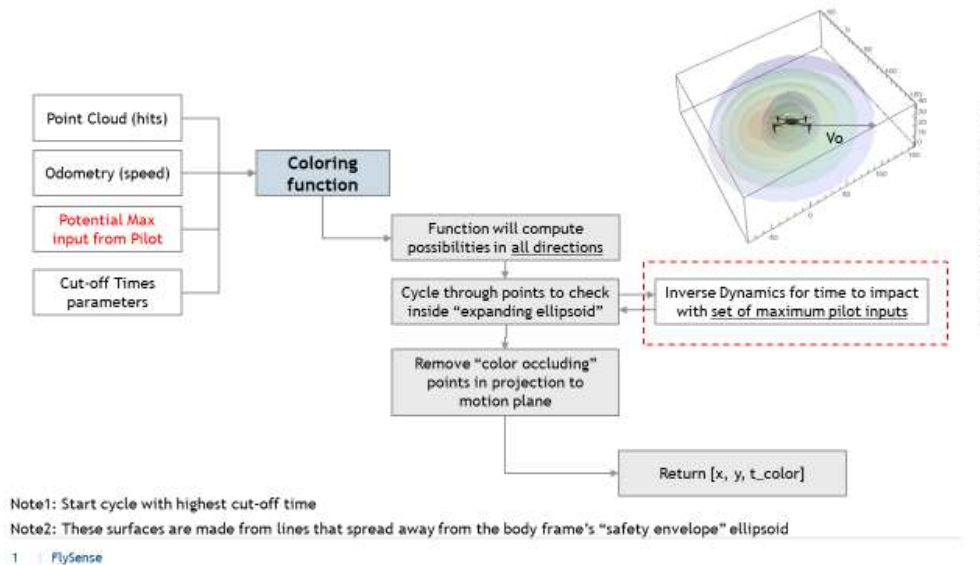 Point Cloud (hits)
Odometry (speed)
Potential Max
input from Pilot
Cut-off Times
parameters
Coloring
function
Function will compute
possibilities in all directions
Cycle through points to check
inside “expanding ellipsoid”
Inverse Dynamics for time to impact
with set of maximum pilot inputs
Remove “color occluding”
points in projection to
motion plane
Return [x, y, t_color]
Vo
Note1: Start cycle with highest cut-off time
Note2: These surfaces are made from lines that spread away from the body frame’s “safety envelope” ellipsoid
1 | FlySense